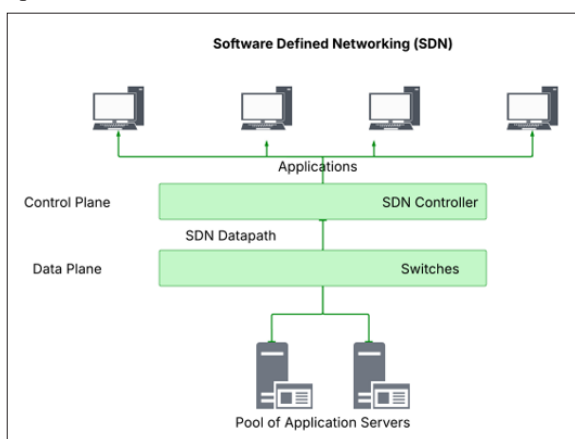 Software Defined Networking (SDN)
Applications
Control Plane
SDN Controller
SDN Datapath
Data Plane
Switches
Pool of Application Servers